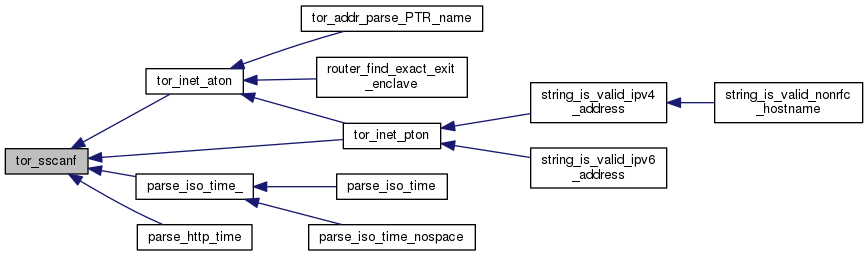 tor_addr_parse_PTR_name
tor_inet_aton
router_find_exact_exit
_enclave
string_is_valid_ipv4
_address
string_is_valid_nonrfc
_hostname
tor_inet_pton
tor_sscanf
string_is_valid_ipv6
_address
parse_iso_time_
parse_iso_time
parse_http_time
parse_iso_time_nospace